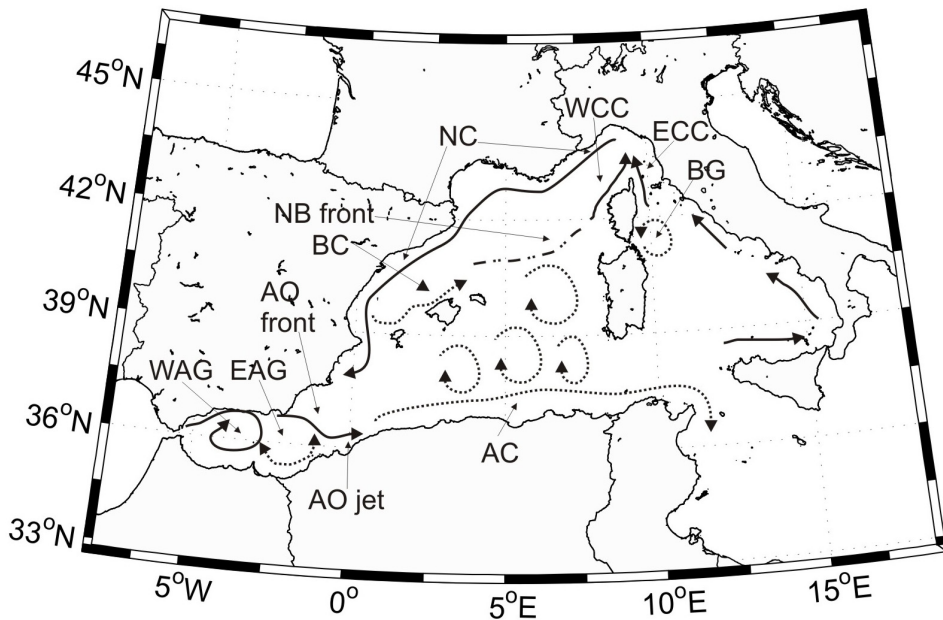 45°N
42°N
39°N
36°N
33°N
WCC
NC
ECC
BG
NB front
BC
AO
front
WAG
EAG
AC
AO jet
5°W
0°
5°E
10°E
15°E